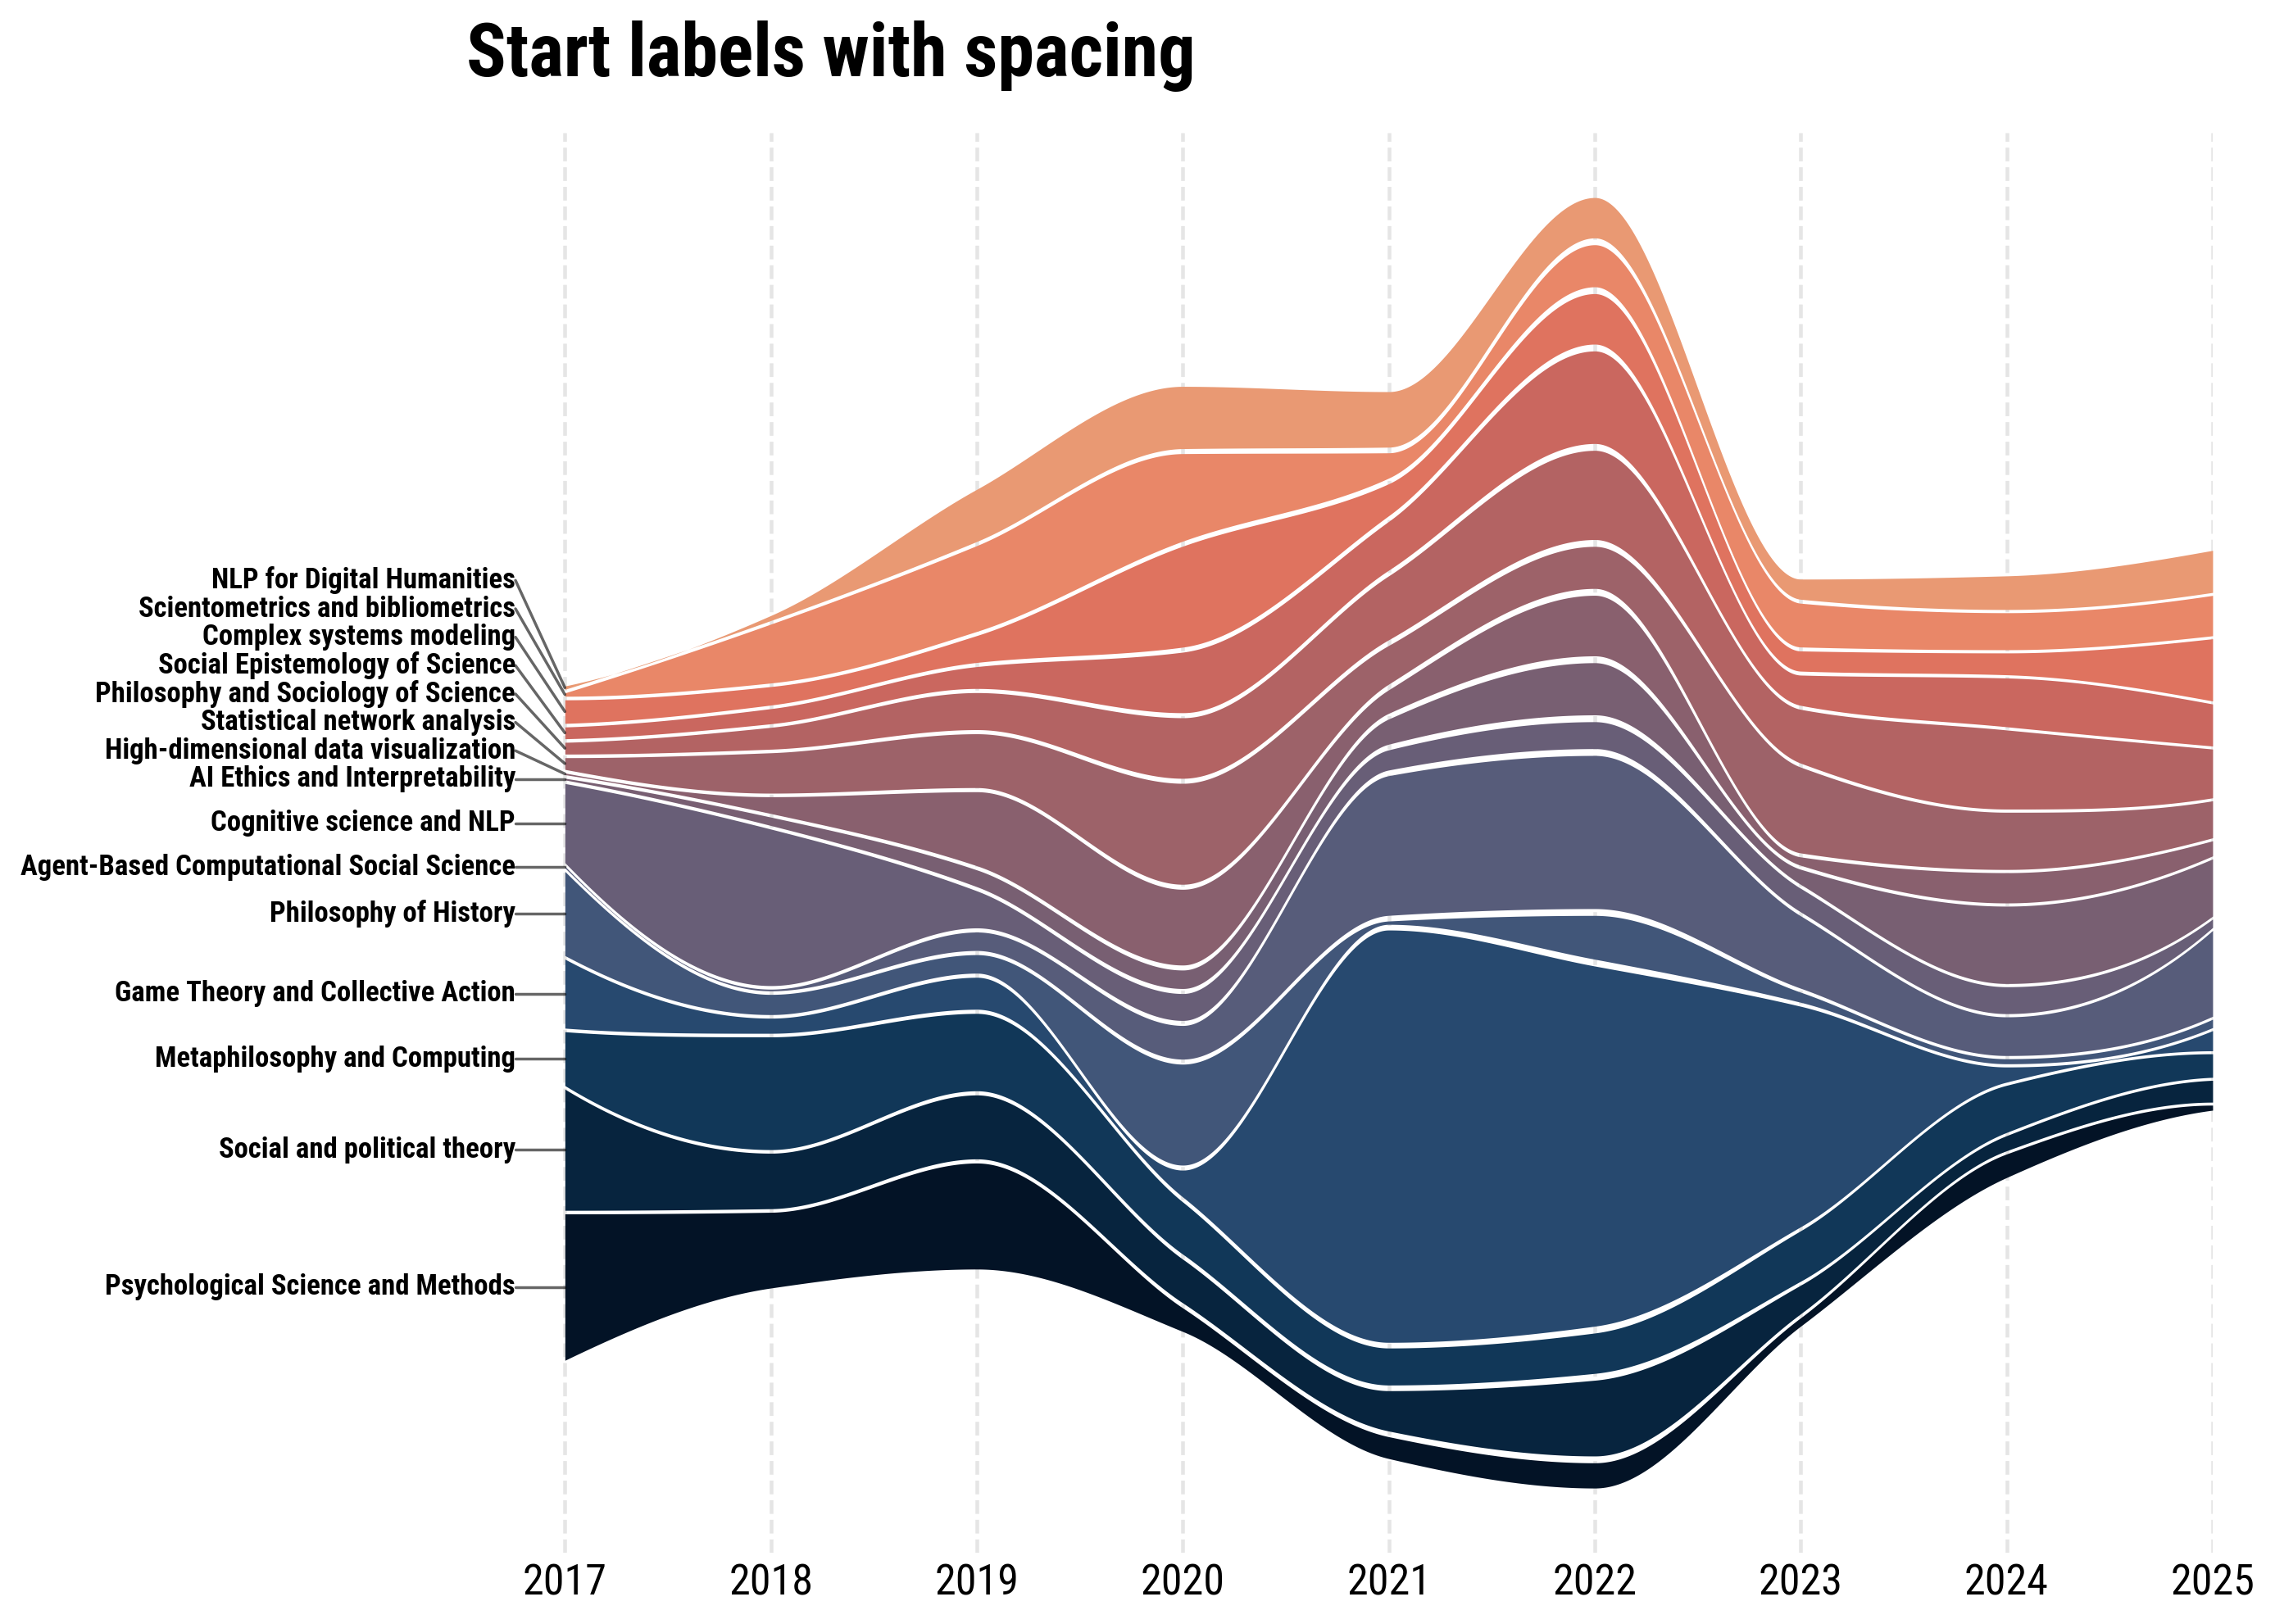 Start labels with spacing
NLP for Digital Humanities
Scientometrics and bibliometrics
Complex systems modeling
Social Epistemology of Science
Philosophy and Sociology of Science
Statistical network analysis
High-dimensional data visualization
AI Ethics and Interpretability
Cognitive science and NLP
Agent-Based Computational Social Science
Philosophy of History
Game Theory and Collective Action
Metaphilosophy and Computing
Social and political theory
Psychological Science and Methods
2017 2018 2019 2020 2021 2022 2023 2024 2025